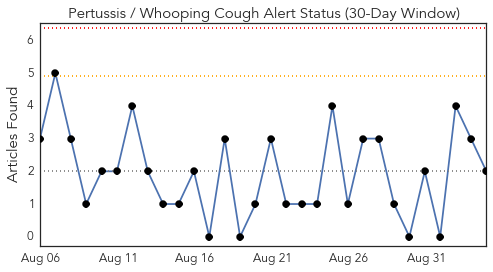 Pertussis / Whooping Cough Alert Status (30-Day Window)
Articles Found
6
5
4
3
2
1
0
Aug 06 Aug 11 Aug 16 Aug 21 Aug 26 Aug 31